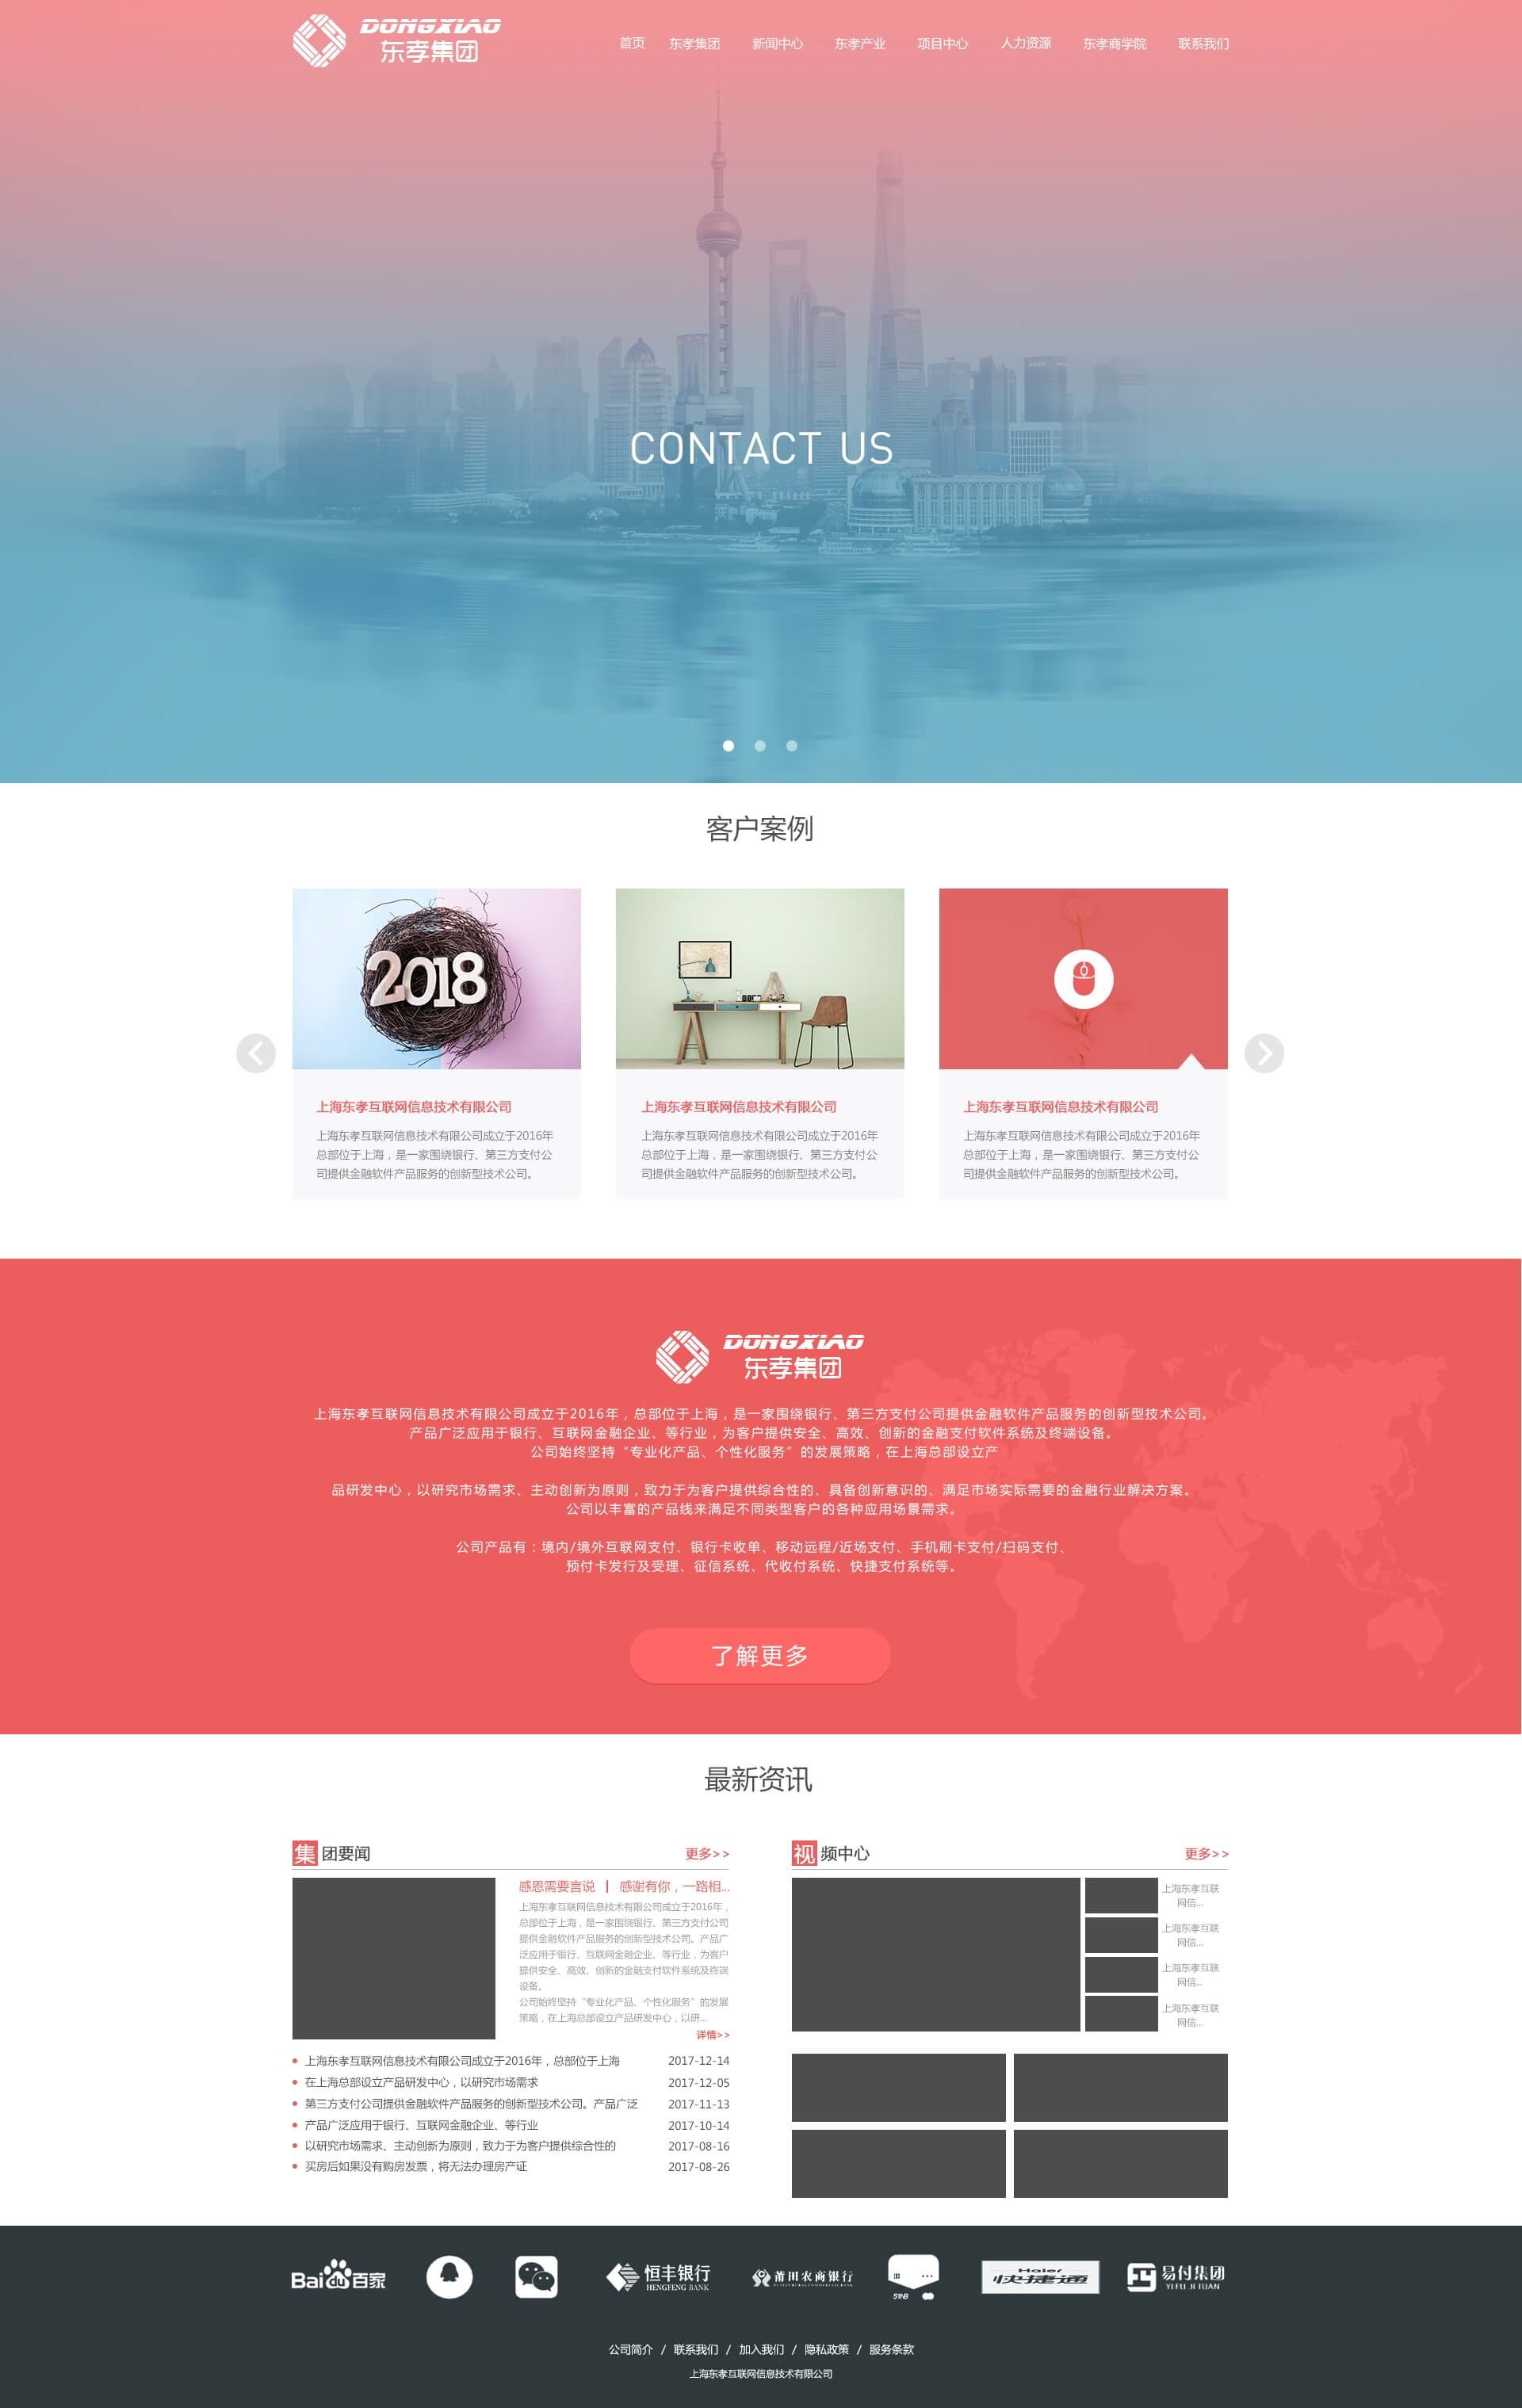 DONGXIAO
东孝集团
首页 东孝集团 新闻中心 东孝产业 项目中心 人力资源 东孝商学院 联系我们
CONTACT US
客户案例
2018
上海东孝互联网信息技术有限公司
上海东孝互联网信息技术有限公司成立于2016年
总部位于上海，是一家围绕银行、第三方支付公
司提供金融软件产品服务的创新型技术公司。
上海东孝互联网信息技术有限公司
上海东孝互联网信息技术有限公司成立于2016年
总部位于上海，是一家围绕银行、第三方支付公
司提供金融软件产品服务的创新型技术公司。
上海东孝互联网信息技术有限公司
上海东孝互联网信息技术有限公司成立于2016年
总部位于上海，是一家围绕银行、第三方支付公
司提供金融软件产品服务的创新型技术公司。
DONGXIAO
东孝集团
上海东孝互联网信息技术有限公司成立于2016年，总部位于上海，是一家围绕银行、第三方支付公司提供金融软件产品服务的创新型技术公司。
产品广泛应用于银行、互联网金融企业、等行业，为客户提供安全、高效、创新的金融支付软件系统及终端设备。
公司始终坚持“专业化产品、个性化服务”的发展策略，在上海总部设立产
品研发中心，以研究市场需求、主动创新为原则，致力于为客户提供综合性的、具备创新意识的、满足市场实际需要的金融行业解决方案。
公司以丰富的产品线来满足不同类型客户的各种应用场景需求。
公司产品有：境内/境外互联网支付、银行卡收单、移动远程/近场支付、手机刷卡支付/扫码支付、
预付卡发行及受理、征信系统、代收付系统、快捷支付系统等。
了解更多
最新资讯
集团要闻 更多>>
感恩需要言说 | 感谢有你，一路相...
上海东孝互联网信息技术有限公司成立于2016年，
总部位于上海，是一家围绕银行、第三方支付公司
提供金融软件产品服务的创新型技术公司。产品广
泛应用于银行、互联网金融企业、等行业，为客户
提供安全、高效、创新的金融支付软件系统及终端
设备。
公司始终坚持“专业化产品、个性化服务”的发展
策略，在上海总部设立产品研发中心，以研...
详情>>
上海东孝互联网信息技术有限公司成立于2016年，总部位于上海 2017-12-14
在上海总部设立产品研发中心，以研究市场需求 2017-12-05
第三方支付公司提供金融软件产品服务的创新型技术公司。产品广泛 2017-11-13
产品广泛应用于银行、互联网金融企业、等行业 2017-10-14
以研究市场需求、主动创新为原则，致力于为客户提供综合性的 2017-08-16
买房后如果没有购房发票，将无法办理房产证 2017-08-26
视频中心 更多>>
上海东孝互联
网信...
上海东孝互联
网信...
上海东孝互联
网信...
上海东孝互联
网信...
Bai百家
恒丰银行
HENGFENG BANK
莆田农商银行
Haier
快捷通
易付集团
YIFU JITUAN
公司简介 / 联系我们 / 加入我们 / 隐私政策 / 服务条款
上海东孝互联网信息技术有限公司